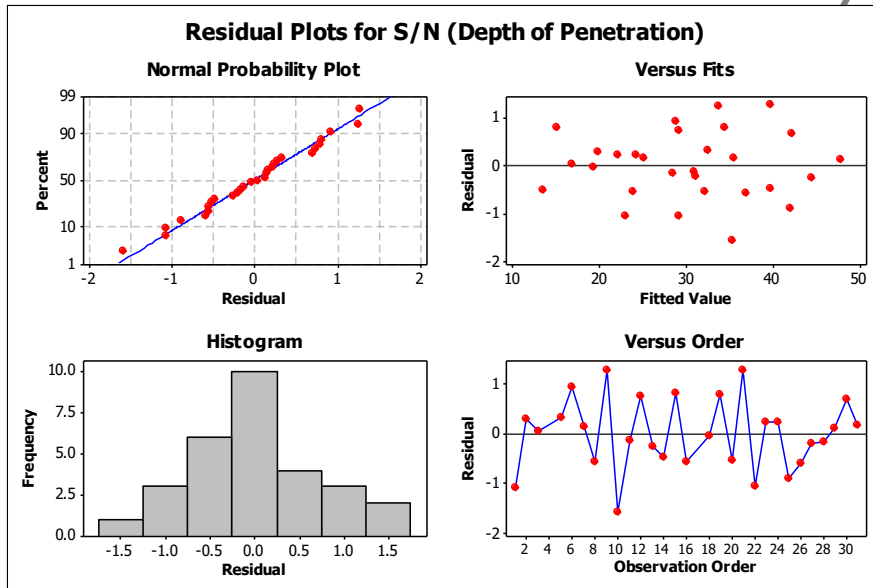 Residual Plots for S/N (Depth of Penetration)
Normal Probability Plot
99
90
50
10
1
Percent
-2 -1 0 1 2
Residual
Versus Fits
1
0
-1
-2
Residual
10 20 30 40 50
Fitted Value
Histogram
10.0
7.5
5.0
2.5
0.0
Frequency
-1.5 -1.0 -0.5 0.0 0.5 1.0 1.5
Residual
Versus Order
1
0
-1
-2
Residual
2 4 6 8 10 12 14 16 18 20 22 24 26 28 30
Observation Order